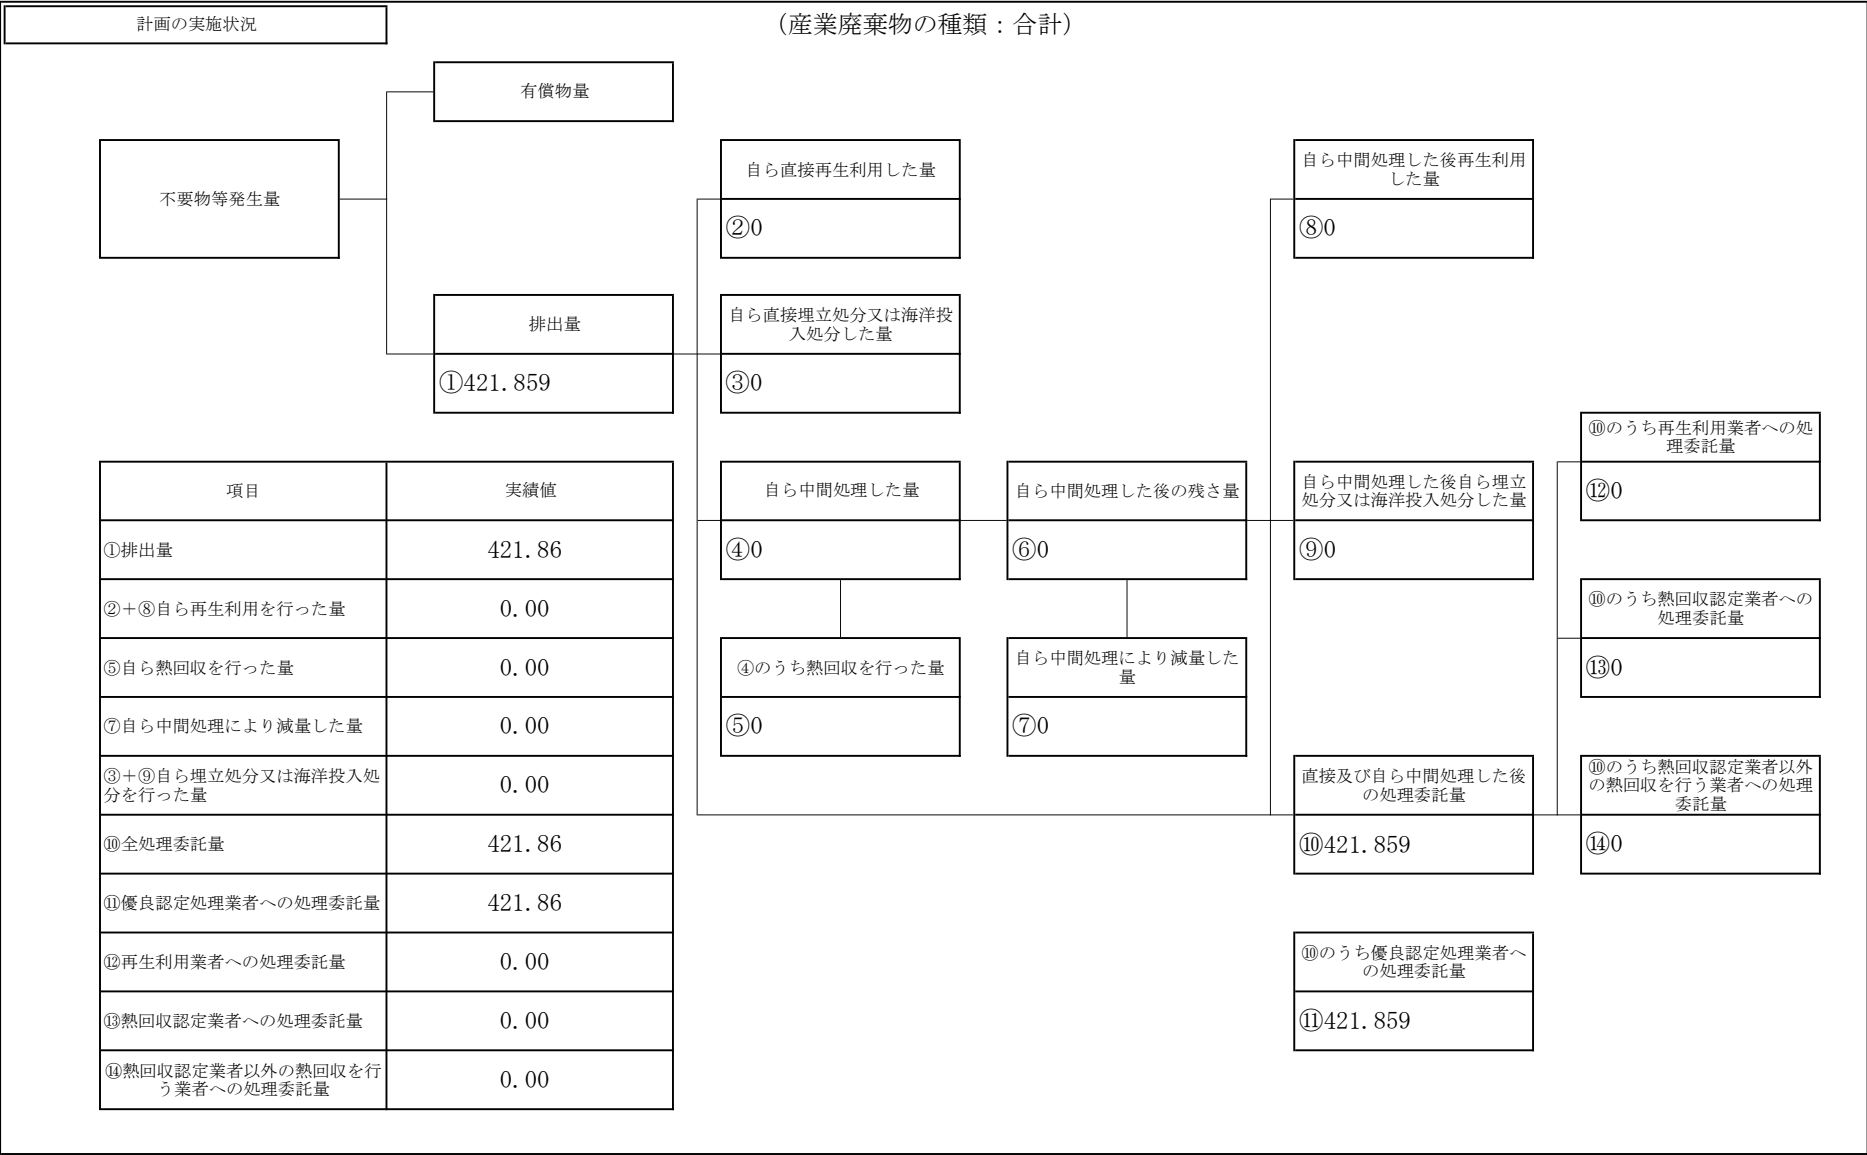 計画の実施状況
(産業廃棄物の種類：合計)
有償物量
不要物等発生量
自ら直接再生利用した量
②0
自ら中間処理した後再生利用
した量
⑧0
排出量
①421.859
自ら直接埋立処分又は海洋投
入処分した量
③0
⑩のうち再生利用業者への処
理委託量
⑫0
自ら中間処理した量
④0
自ら中間処理した後の残さ量
⑥0
自ら中間処理した後自ら埋立
処分又は海洋投入処分した量
⑨0
⑩のうち熱回収認定業者への
処理委託量
⑬0
④のうち熱回収を行った量
⑤0
自ら中間処理により減量した
量
⑦0
直接及び自ら中間処理した後
の処理委託量
⑩421.859
⑩のうち熱回収認定業者以外
の熱回収を行う業者への処理
委託量
⑭0
⑩のうち優良認定処理業者へ
の処理委託量
⑪421.859
項目 実績値
①排出量 421.86
②＋⑧自ら再生利用を行った量 0.00
⑤自ら熱回収を行った量 0.00
⑦自ら中間処理により減量した量 0.00
③＋⑨自ら埋立処分又は海洋投入処
分を行った量 0.00
⑩全処理委託量 421.86
⑪優良認定処理業者への処理委託量 421.86
⑫再生利用業者への処理委託量 0.00
⑬熱回収認定業者への処理委託量 0.00
⑭熱回収認定業者以外の熱回収を行
う業者への処理委託量 0.00